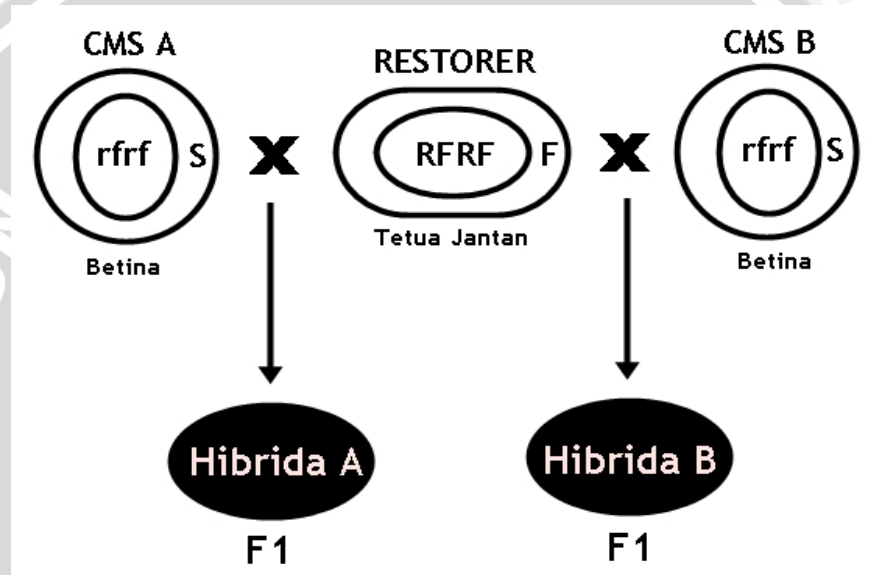 CMS A
rfrf S
Betina
X
RESTORER
RFRF F
Tetua Jantan
X
CMS B
rfrf S
Betina
Hibrida A
F1
Hibrida B
F1